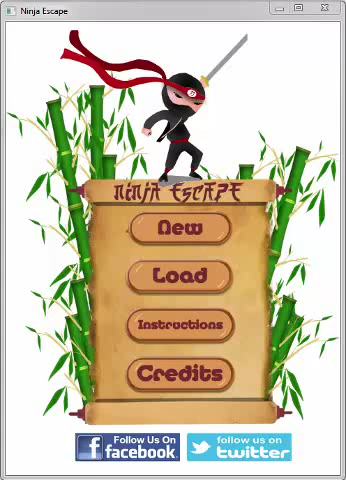 Ninja Escape
NiNJA EsCAPE
New
Load
Instructions
Credits
Follow Us On
facebook
follow us on
twitter